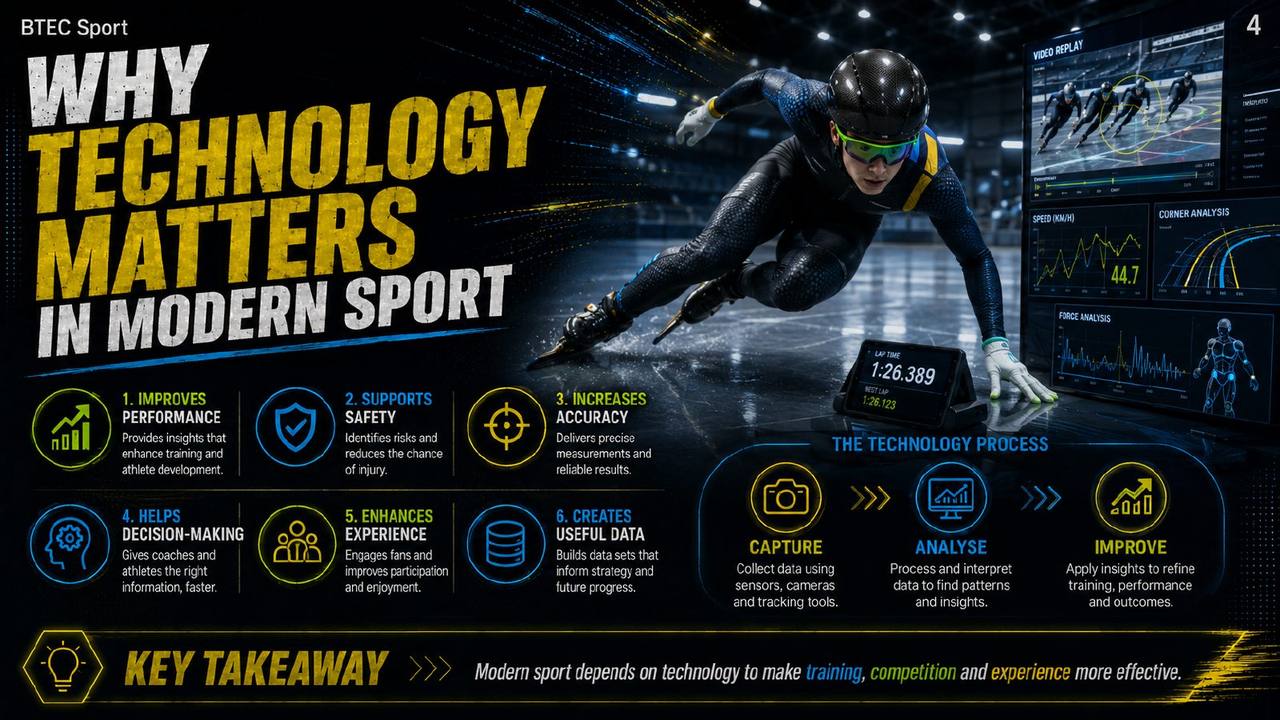 BTEC Sport
4
WHY
TECHNOLOGY
MATTERS
IN MODERN SPORT
VIDEO REPLAY
SPEED (KM/H)
44.7
CORNER ANALYSIS
FORCE ANALYSIS
LAP TIME
1:26.389
BEST LAP
1:26.123
1. IMPROVES
PERFORMANCE
Provides insights that
enhance training and
athlete development.
2. SUPPORTS
SAFETY
Identifies risks and
reduces the chance
of injury.
3. INCREASES
ACCURACY
Delivers precise
measurements and
reliable results.
4. HELPS
DECISION-MAKING
Gives coaches and
athletes the right
information, faster.
5. ENHANCES
EXPERIENCE
Engages fans and
improves participation
and enjoyment.
6. CREATES
USEFUL DATA
Builds data sets that
inform strategy and
future progress.
THE TECHNOLOGY PROCESS
CAPTURE
Collect data using
sensors, cameras
and tracking tools.
ANALYSE
Process and interpret
data to find patterns
and insights.
IMPROVE
Apply insights to refine
training, performance
and outcomes.
KEY TAKEAWAY
Modern sport depends on technology to make training, competition and experience more effective.